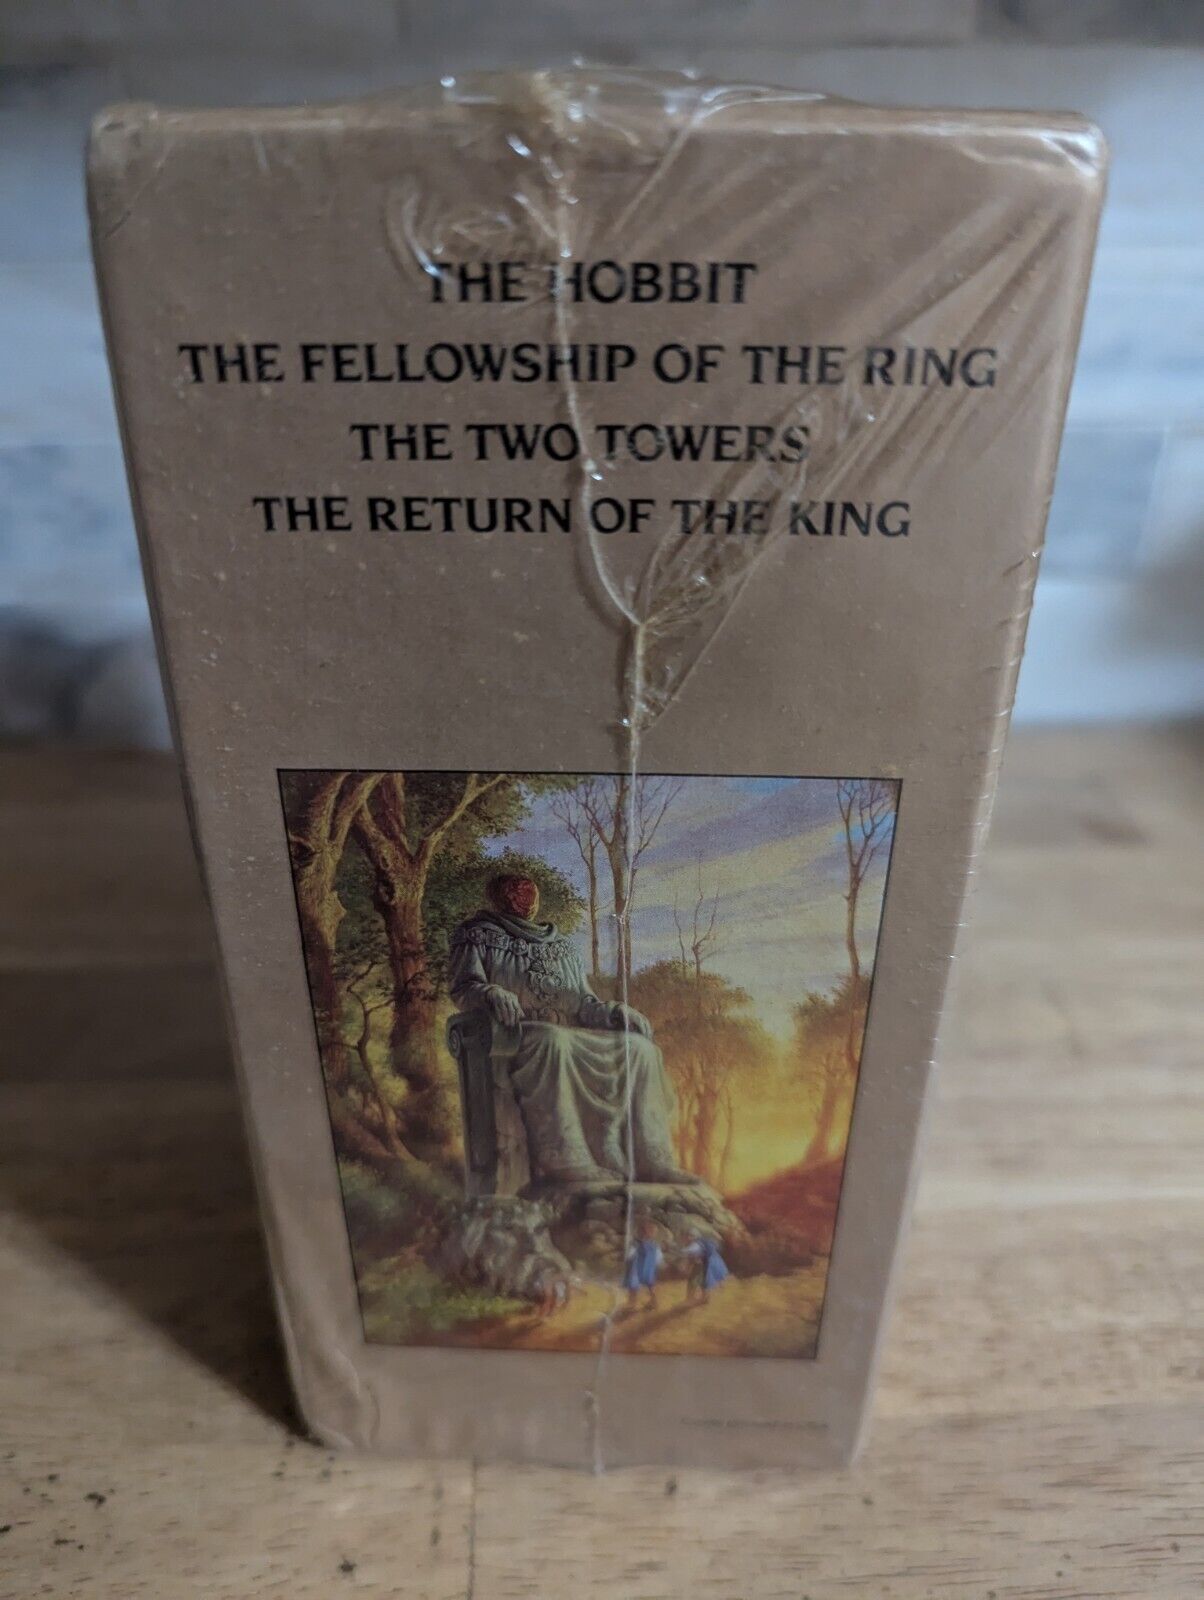 THE HOBBIT
THE FELLOWSHIP OF THE RING
THE TWO TOWERS
THE RETURN OF THE KING